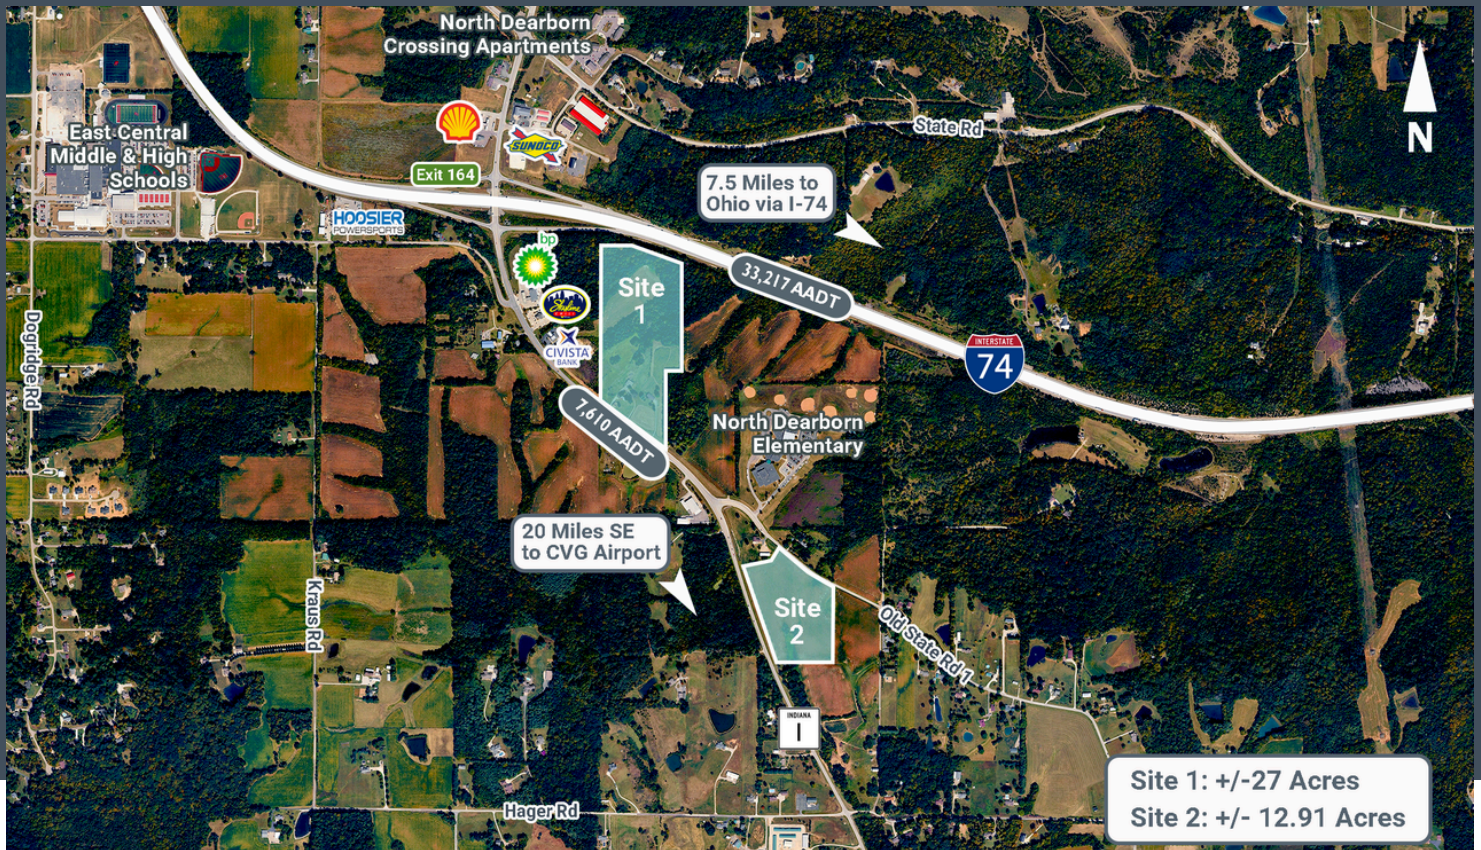 North Dearborn
Crossing Apartments
East Central
Middle & High
Schools
SUNOCO
State Rd
N
Exit 164
7.5 Miles to
Ohio via I-74
HOOSIER
POWERSPORTS
bp
Site
1
33,217 AADT
Skyline
CHILI
CIVISTA
BANK
INTERSTATE
74
Dogridge Rd
7,610 AADT
North Dearborn
Elementary
20 Miles SE
to CVG Airport
Kraus Rd
Site
2
Old State Rd 1
INDIANA
1
Hager Rd
Site 1: +/-27 Acres
Site 2: +/- 12.91 Acres